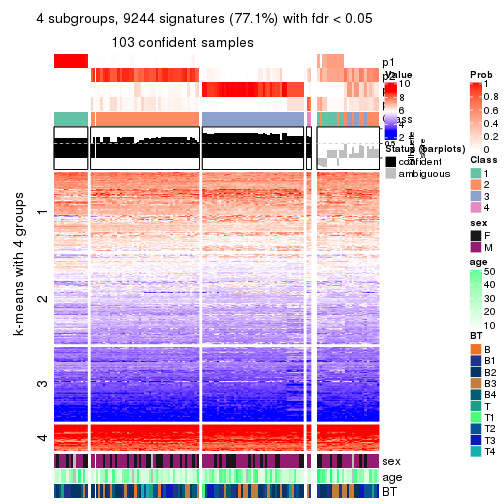 4 subgroups, 9244 signatures (77.1%) with fdr < 0.05
103 confident samples
p1
p2
Value
10
8
6
4
2
Status (barplots)
confident
ambiguous
k-means with 4 groups
1
2
3
4
sex
age
BT
Prob
1
0.8
0.6
0.4
0.2
0
Class
1
2
3
4
sex
F
M
age
50
40
30
20
10
BT
B
B1
B2
B3
B4
T
T1
T2
T3
T4